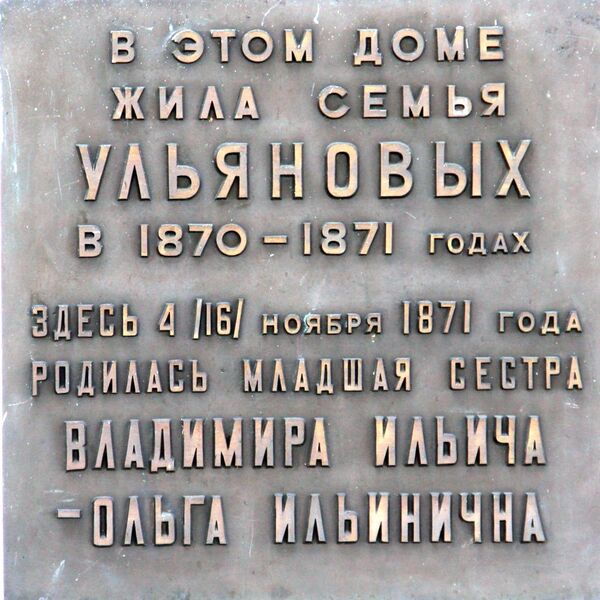 В ЭТОМ ДОМЕ
ЖИЛА СЕМЬЯ
УЛЬЯНОВЫХ
В 1870-1871 ГОДАХ
ЗДЕСЬ 4 /16/ НОЯБРЯ 1871 ГОДА
РОДИЛАСЬ МЛАДШАЯ СЕСТРА
ВЛАДИМИРА ИЛЬИЧА
-ОЛЬГА ИЛЬИНИЧНА